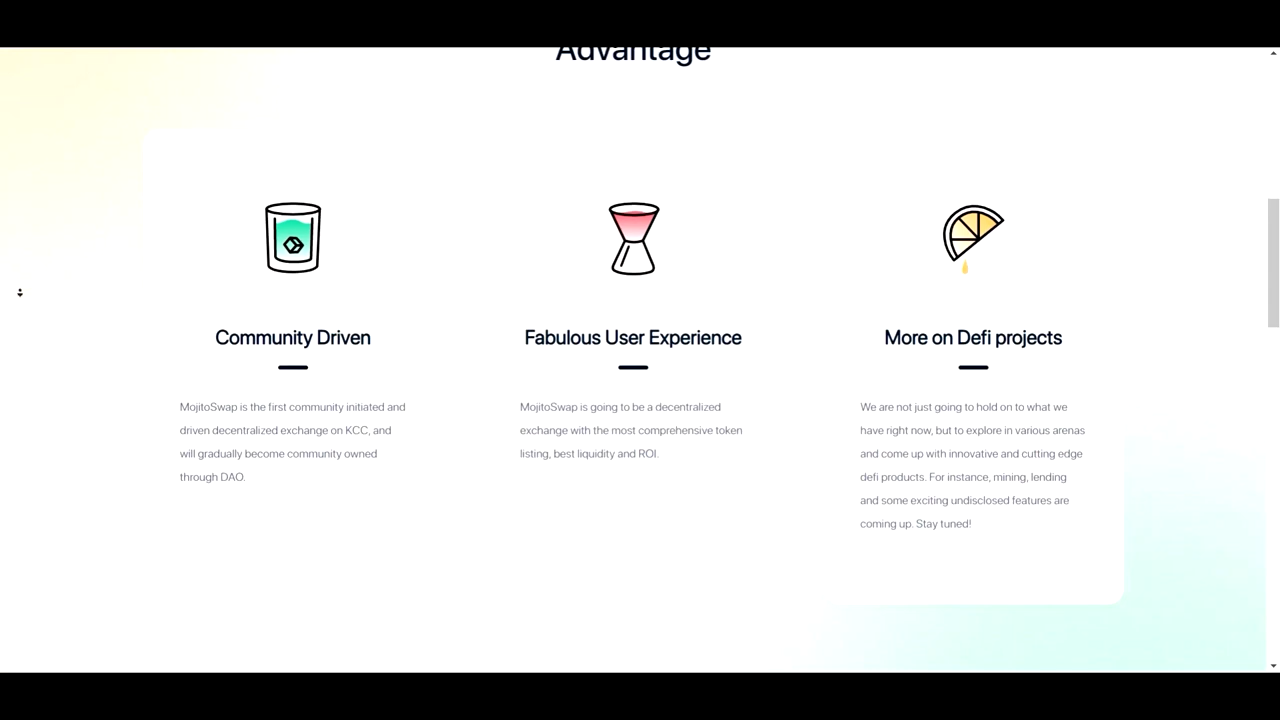 Advantage
Community Driven
MojitoSwap is the first community initiated and
driven decentralized exchange on KCC, and
will gradually become community owned
through DAO.
Fabulous User Experience
MojitoSwap is going to be a decentralized
exchange with the most comprehensive token
listing, best liquidity and ROI.
More on Defi projects
We are not just going to hold on to what we
have right now, but to explore in various arenas
and come up with innovative and cutting edge
defi products. For instance, mining, lending
and some exciting undisclosed features are
coming up. Stay tuned!